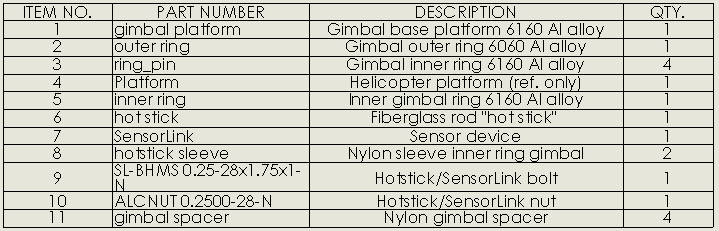 ITEM NO. PART NUMBER DESCRIPTION QTY.
1 gimbal platform Gimbal base platform 6160 Al alloy 1
2 outer ring Gimbal outer ring 6060 Al alloy 1
3 ring_pin Gimbal inner ring 6160 Al alloy 4
4 Platform Helicopter platform (ref. only) 1
5 inner ring Inner gimbal ring 6160 Al alloy 1
6 hot stick Fiberglass rod "hot stick" 1
7 SensorLink Sensor device 1
8 hotstick sleeve Nylon sleeve inner ring gimbal 2
9 SL-BHMS 0.25-28x1.75x1-
N Hotstick/SensorLink bolt 1
10 ALCNUT 0.2500-28-N Hotstick/SensorLink nut 1
11 gimbal spacer Nylon gimbal spacer 4